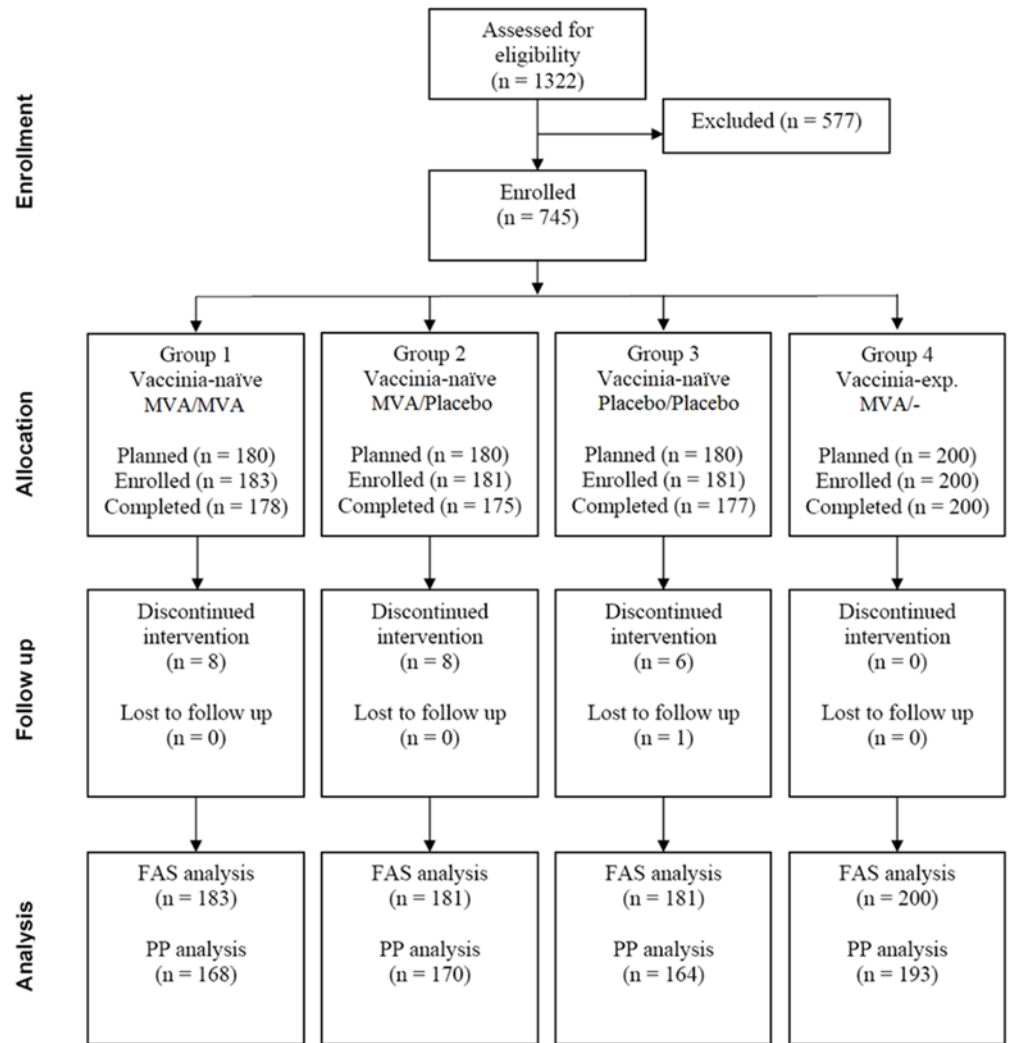 Enrollment
Assessed for
eligibility
(n = 1322)
Excluded (n = 577)
Enrolled
(n = 745)
Allocation
Group 1
Vaccinia-naïve
MVA/MVA
Planned (n = 180)
Enrolled (n = 183)
Completed (n = 178)
Group 2
Vaccinia-naïve
MVA/Placebo
Planned (n = 180)
Enrolled (n = 181)
Completed (n = 175)
Group 3
Vaccinia-naïve
Placebo/Placebo
Planned (n = 180)
Enrolled (n = 181)
Completed (n = 177)
Group 4
Vaccinia-exp.
MVA/-
Planned (n = 200)
Enrolled (n = 200)
Completed (n = 200)
Follow up
Discontinued
intervention
(n = 8)
Lost to follow up
(n = 0)
Discontinued
intervention
(n = 8)
Lost to follow up
(n = 0)
Discontinued
intervention
(n = 6)
Lost to follow up
(n = 1)
Discontinued
intervention
(n = 0)
Lost to follow up
(n = 0)
Analysis
FAS analysis
(n = 183)
PP analysis
(n = 168)
FAS analysis
(n = 181)
PP analysis
(n = 170)
FAS analysis
(n = 181)
PP analysis
(n = 164)
FAS analysis
(n = 200)
PP analysis
(n = 193)